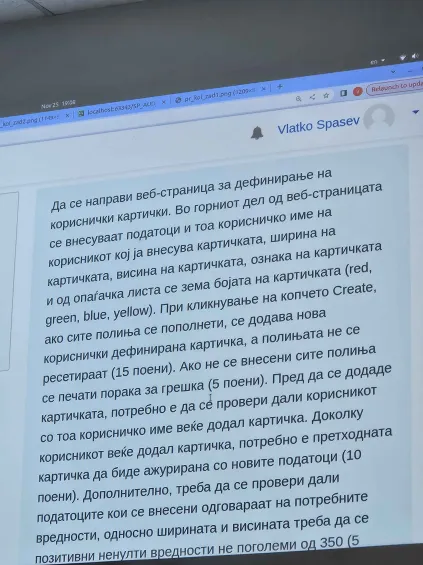 Nov 25 19:08
en
localhost:63342/SP_AUD
pr_kol_zad1.png (1200×
Relaunch to upda
Vlatko Spasev
Да се направи веб-страница за дефинирање на
кориснички картички. Во горниот дел од веб-страницата
се внесуваат податоци и тоа корисничко име на
корисникот кој ја внесува картичката, ширина на
картичката, висина на картичката, ознака на картичката
и од опаѓачка листа се зема бојата на картичката (red,
green, blue, yellow). При кликнување на копчето Create,
ако сите полиња се пополнети, се додава нова
кориснички дефинирана картичка, а полињата не се
ресетираат (15 поени). Ако не се внесени сите полиња
се печати порака за грешка (5 поени). Пред да се додаде
картичката, потребно е да се провери дали корисникот
со тоа корисничко име веќе додал картичка. Доколку
корисникот веќе додал картичка, потребно е претходната
картичка да биде ажурирана со новите податоци (10
поени). Дополнително, треба да се провери дали
податоците кои се внесени одговараат на потребните
вредности, односно ширината и висината треба да се
позитивни ненулти вредности не поголеми од 350 (5